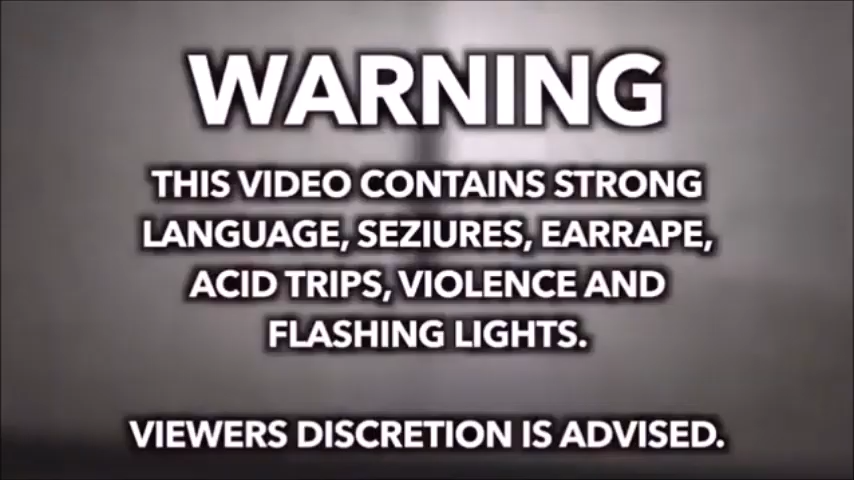 WARNING
THIS VIDEO CONTAINS STRONG
LANGUAGE, SEZIURES, EARRAPE,
ACID TRIPS, VIOLENCE AND
FLASHING LIGHTS.
VIEWERS DISCRETION IS ADVISED.